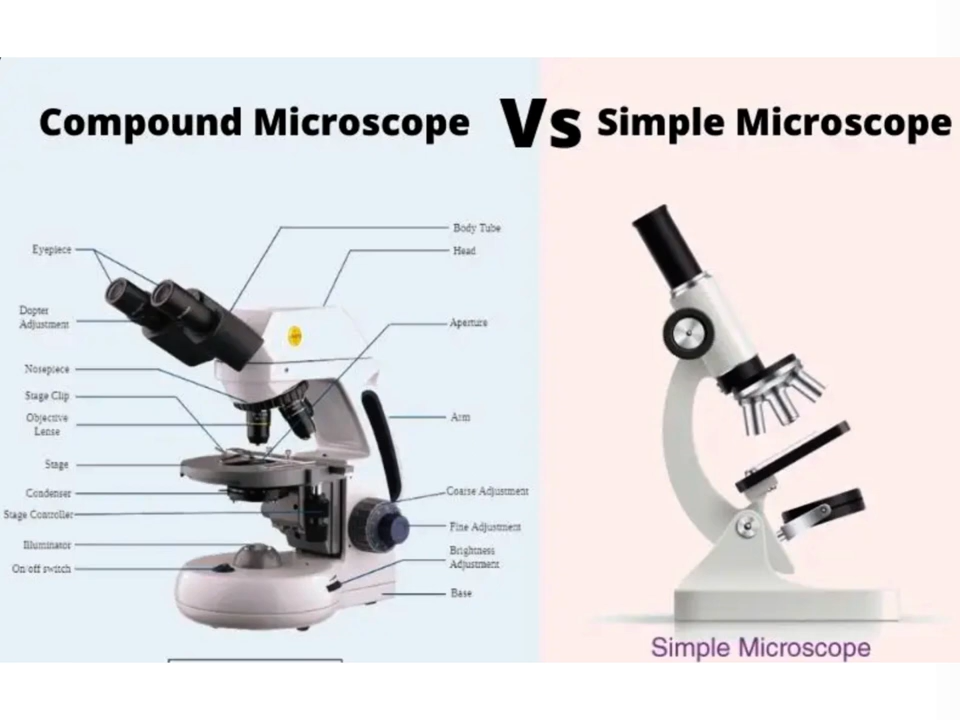 Compound Microscope Vs Simple Microscope
Body Tube
Eyepiece
Head
Dopter
Adjustment
Aperture
Nosepiece
Stage Clip
Objective
Lense
Arm
Stage
Condenser
Coarse Adjustment
Stage Controller
Fine Adjustment
Illuminator
Brightness
Adjustment
On/off switch
Base
Simple Microscope